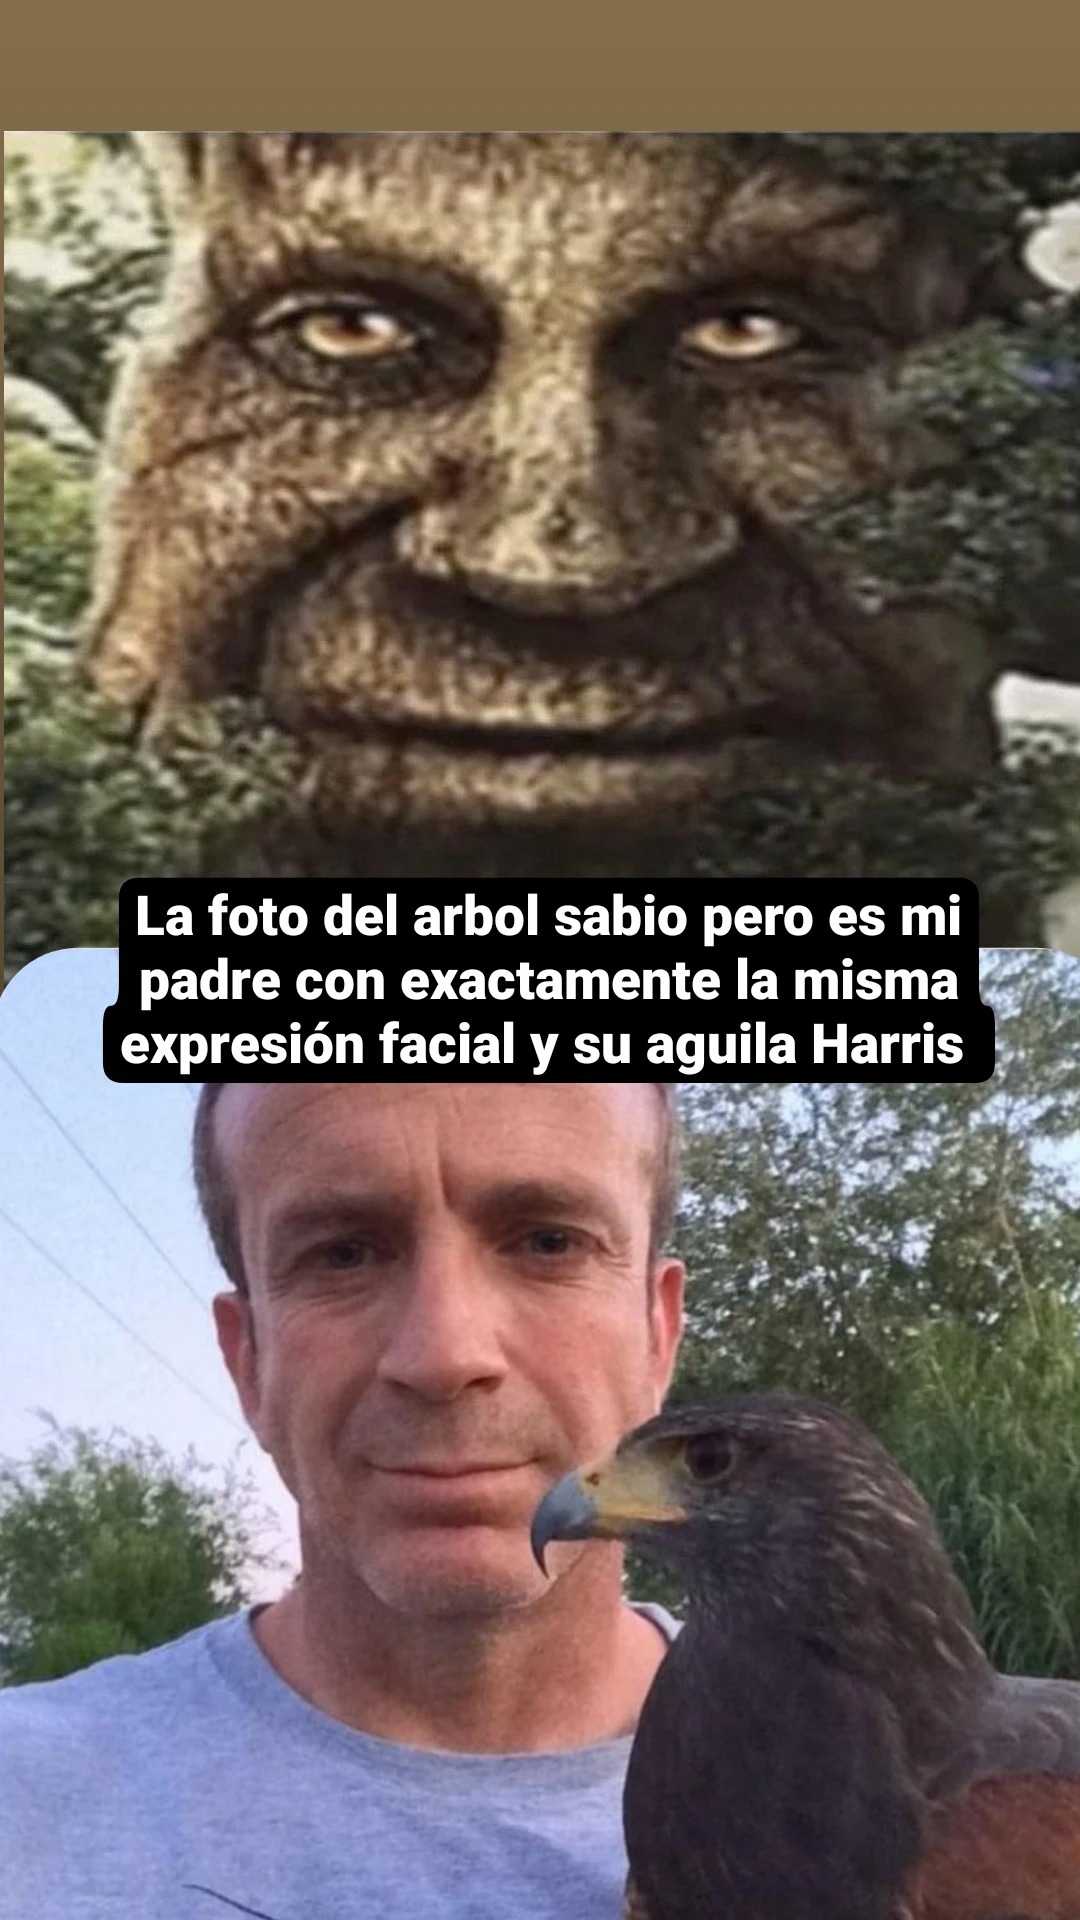 La foto del arbol sabio pero es mi
padre con exactamente la misma
expresión facial y su aguila Harris